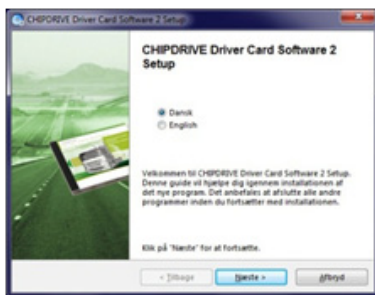 CHIPDRIVE Driver Card Software 2 Setup
CHIPDRIVE Driver Card Software 2
Setup
Dansk
English
Velkommen til CHIPDRIVE Driver Card Software 2 Setup.
Denne guide vil hjælpe dig igennem installationen af
det nye program. Det anbefales at afslutte alle andre
programmer inden du fortsætter med installationen.
Klik på 'Næste' for at fortsætte.
< Tilbage
Næste >
Afbryd